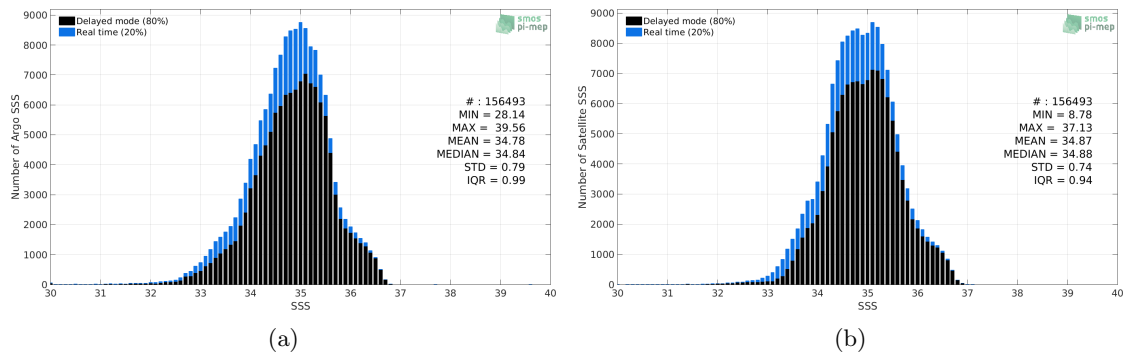 Delayed mode (80%)
Real time (20%)
smos
pi-mep
Number of Argo SSS
9000
8000
7000
6000
5000
4000
3000
2000
1000
0
# : 156493
MIN = 28.14
MAX = 39.56
MEAN = 34.78
MEDIAN = 34.84
STD = 0.79
IQR = 0.99
30 31 32 33 34 35 36 37 38 39 40
SSS
(a)
Delayed mode (80%)
Real time (20%)
smos
pi-mep
Number of Satellite SSS
9000
8000
7000
6000
5000
4000
3000
2000
1000
0
# : 156493
MIN = 8.78
MAX = 37.13
MEAN = 34.87
MEDIAN = 34.88
STD = 0.74
IQR = 0.94
30 31 32 33 34 35 36 37 38 39 40
SSS
(b)